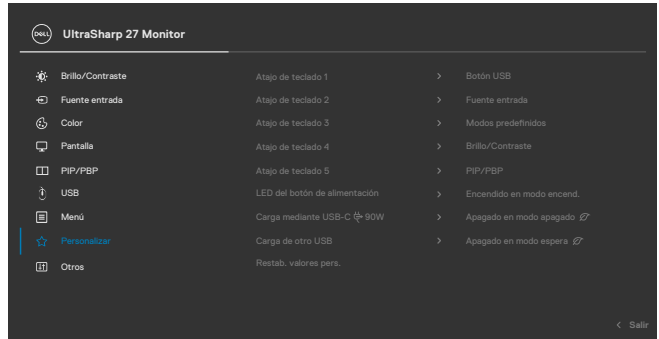 DELL UltraSharp 27 Monitor
Brillo/Contraste Atajo de teclado 1 > Botón USB
Fuente entrada Atajo de teclado 2 > Fuente entrada
Color Atajo de teclado 3 > Modos predefinidos
Pantalla Atajo de teclado 4 > Brillo/Contraste
PIP/PBP Atajo de teclado 5 > PIP/PBP
USB LED del botón de alimentación > Encendido en modo encend.
Menú Carga mediante USB-C 90W > Apagado en modo apagado
Personalizar Carga de otro USB > Apagado en modo espera
Otros Restab. valores pers.
< Salir